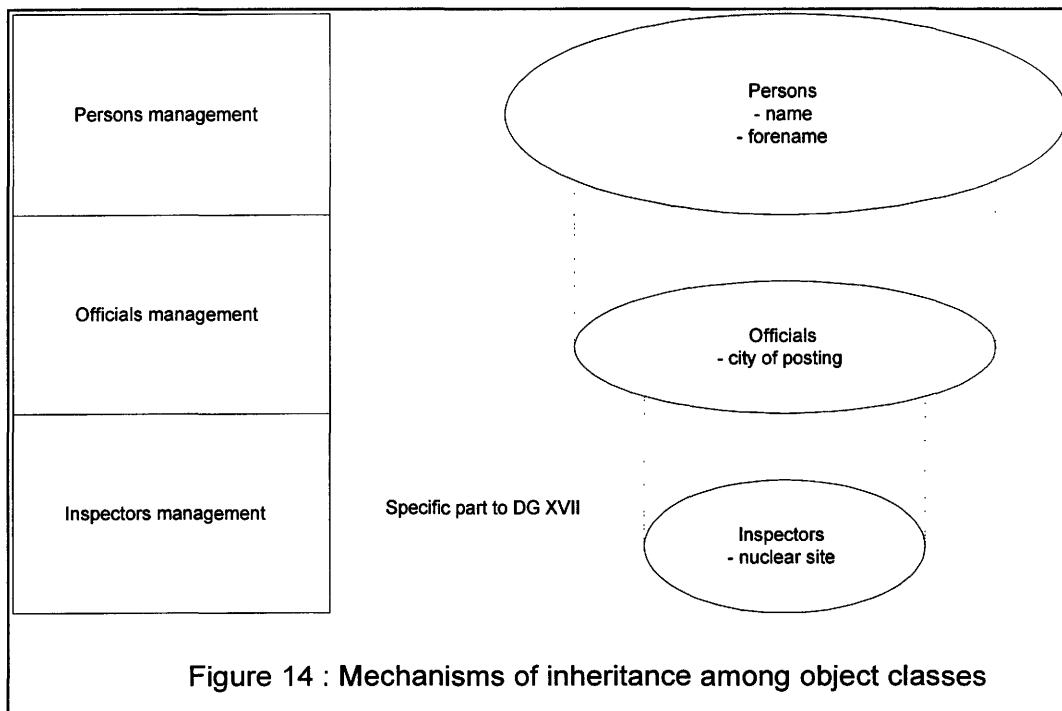 Persons management
Persons
- name
- forename
Officials management
Officials
- city of posting
Inspectors management
Specific part to DG XVII
Inspectors
- nuclear site
Figure 14 : Mechanisms of inheritance among object classes